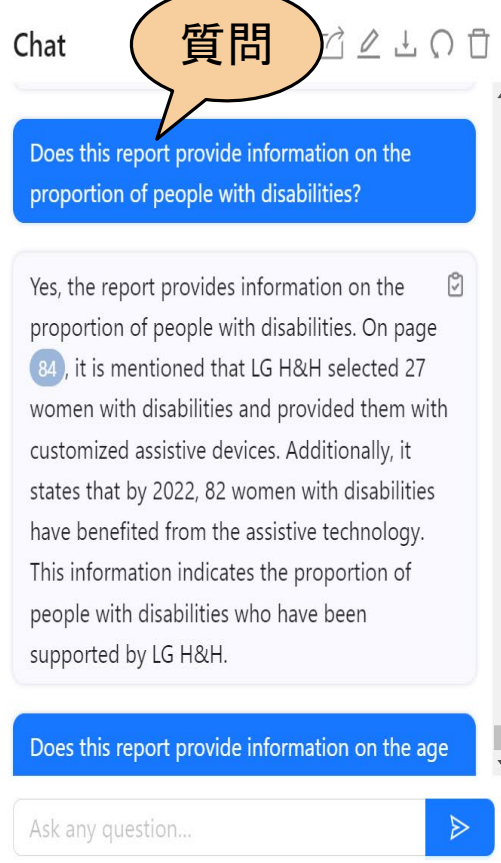 Chat
質問
Does this report provide information on the
proportion of people with disabilities?
Yes, the report provides information on the
proportion of people with disabilities. On page
84 , it is mentioned that LG H&H selected 27
women with disabilities and provided them with
customized assistive devices. Additionally, it
states that by 2022, 82 women with disabilities
have benefited from the assistive technology.
This information indicates the proportion of
people with disabilities who have been
supported by LG H&H.
Does this report provide information on the age
Ask any question...